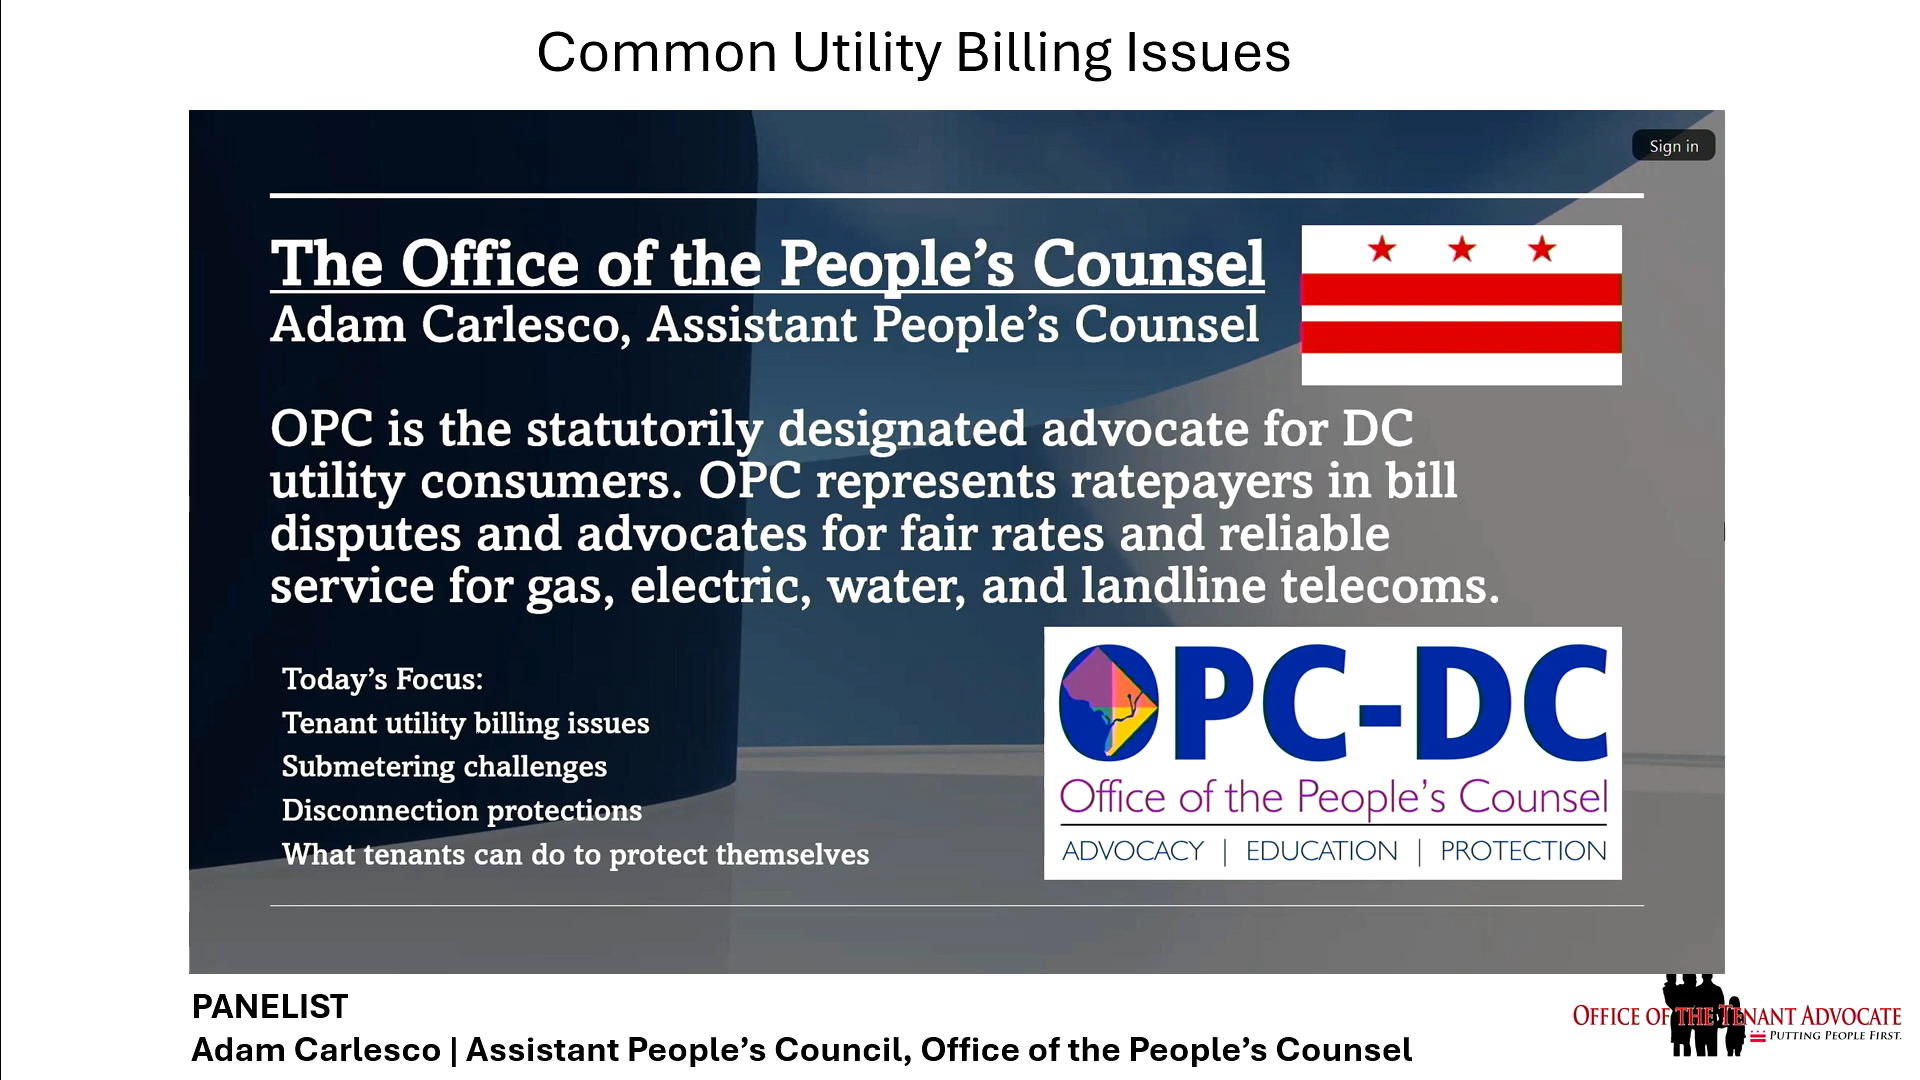 Common Utility Billing Issues
Sign in
The Office of the People's Counsel
Adam Carlesco, Assistant People's Counsel
OPC is the statutorily designated advocate for DC
utility consumers. OPC represents ratepayers in bill
disputes and advocates for fair rates and reliable
service for gas, electric, water, and landline telecoms.
Today's Focus:
Tenant utility billing issues
Submetering challenges
Disconnection protections
What tenants can do to protect themselves
OPC-DC
Office of the People's Counsel
ADVOCACY | EDUCATION | PROTECTION
PANELIST
Adam Carlesco | Assistant People's Council, Office of the People's Counsel
OFFICE OF THE TENANT ADVOCATE
PUTTING PEOPLE FIRST.